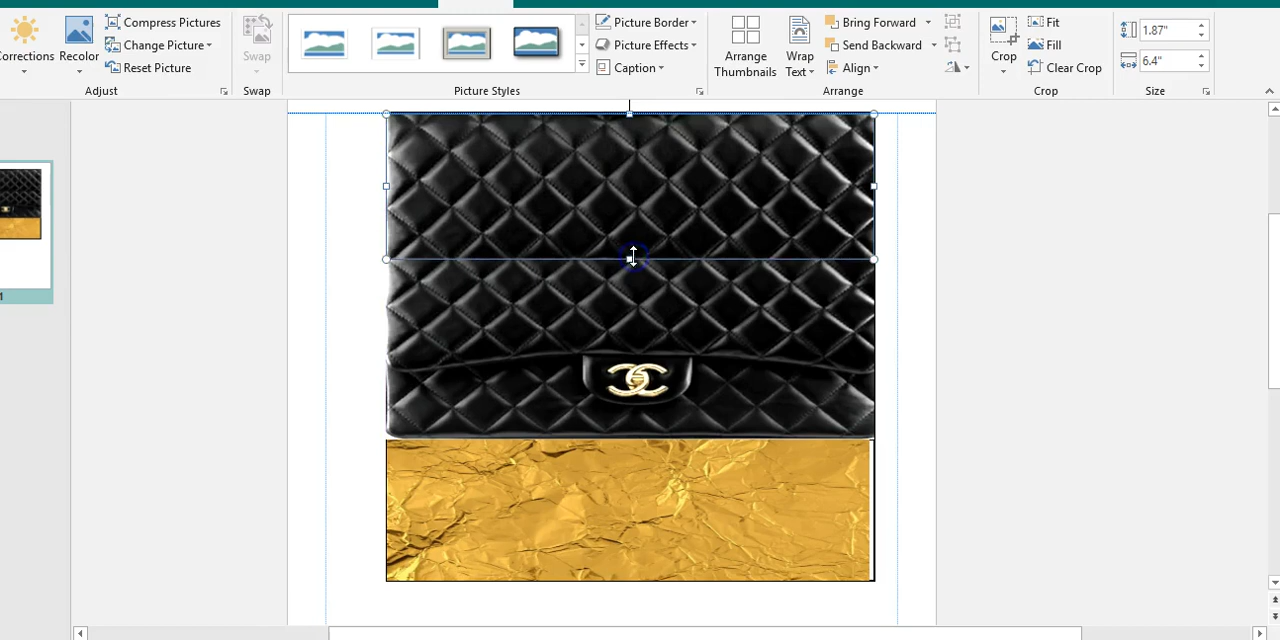 Corrections
Recolor
Compress Pictures
Change Picture
Reset Picture
Adjust
Swap
Swap
Picture Styles
Picture Border
Picture Effects
Caption
Arrange
Thumbnails
Wrap
Text
Bring Forward
Send Backward
Align
Arrange
Crop
Fit
Fill
Clear Crop
Crop
1.87"
6.4"
Size
1